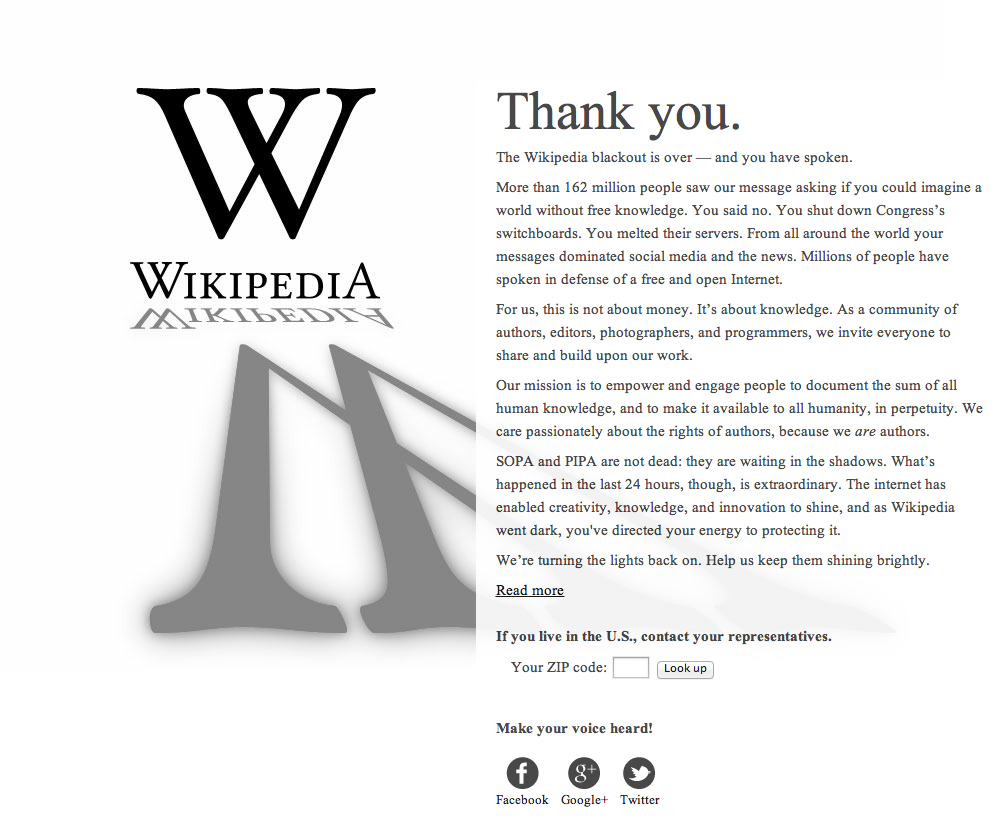 W
WIKIPEDIA
Thank you.
The Wikipedia blackout is over — and you have spoken.
More than 162 million people saw our message asking if you could imagine a
world without free knowledge. You said no. You shut down Congress’s
switchboards. You melted their servers. From all around the world your
messages dominated social media and the news. Millions of people have
spoken in defense of a free and open Internet.
For us, this is not about money. It’s about knowledge. As a community of
authors, editors, photographers, and programmers, we invite everyone to
share and build upon our work.
Our mission is to empower and engage people to document the sum of all
human knowledge, and to make it available to all humanity, in perpetuity. We
care passionately about the rights of authors, because we are authors.
SOPA and PIPA are not dead: they are waiting in the shadows. What’s
happened in the last 24 hours, though, is extraordinary. The internet has
enabled creativity, knowledge, and innovation to shine, and as Wikipedia
went dark, you've directed your energy to protecting it.
We’re turning the lights back on. Help us keep them shining brightly.
Read more
If you live in the U.S., contact your representatives.
Your ZIP code: Look up
Make your voice heard!
f g+
Facebook Google+ Twitter